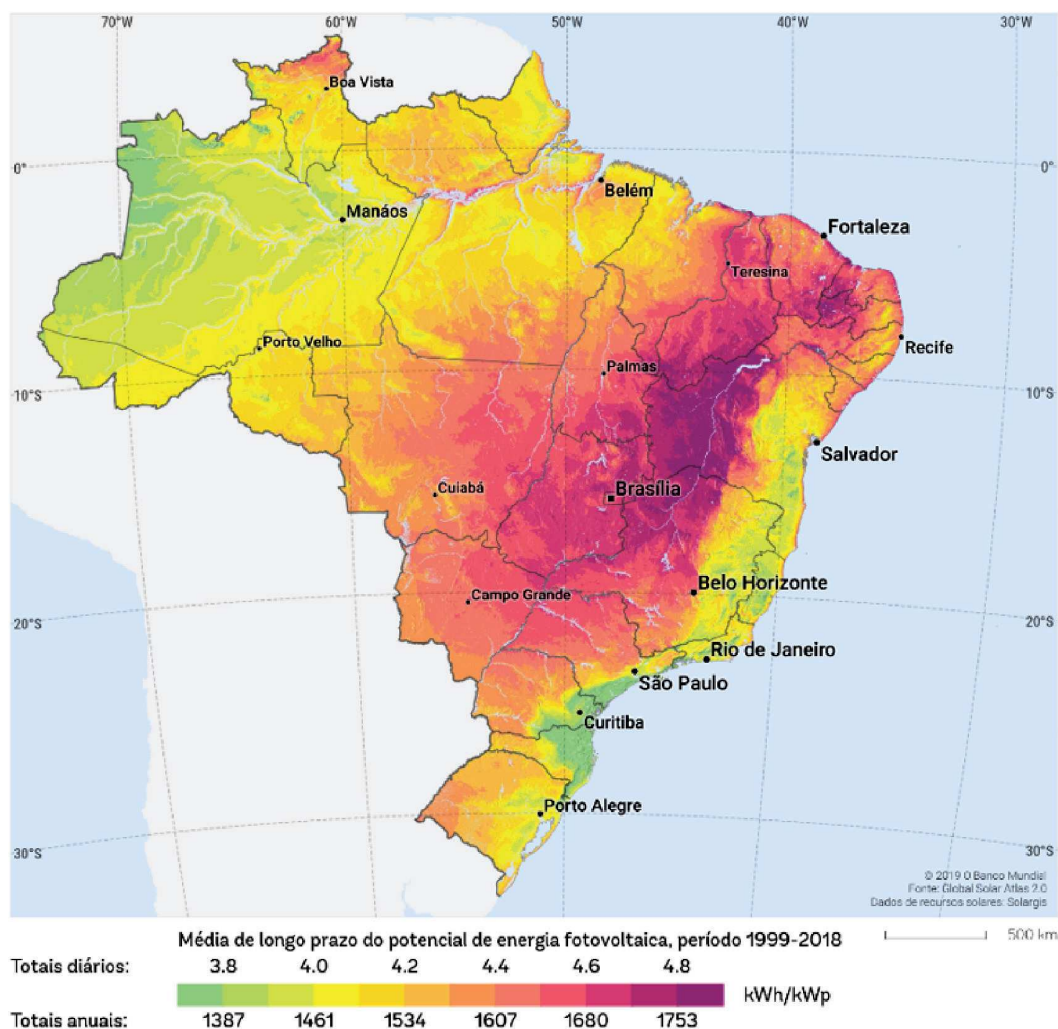 70°W 60°W 50°W 40°W 30°W
Boa Vista
0° 0°
Belém
Manáos
Fortaleza
Teresina
Porto Velho
Recife
Palmas
10°S 10°S
Salvador
Cuiabá
Brasília
Belo Horizonte
Campo Grande
20°S 20°S
Rio de Janeiro
São Paulo
Curitiba
Porto Alegre
30°S 30°S
© 2019 O Banco Mundial
Fonte: Global Solar Atlas 2.0
Dados de recursos solares: Solargis
Média de longo prazo do potencial de energia fotovoltaica, período 1999-2018
500 km
Totais diários: 3.8 4.0 4.2 4.4 4.6 4.8
kWh/kWp
Totais anuais: 1387 1461 1534 1607 1680 1753